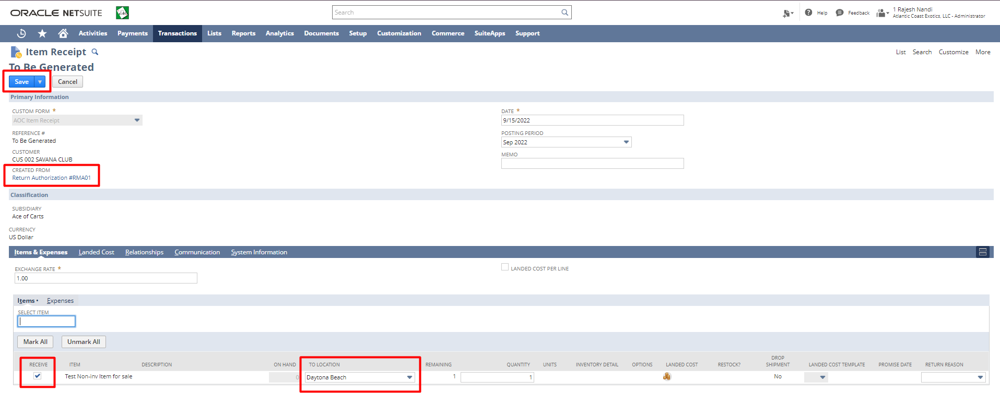 ORACLE NETSUITE
Search
Help
Feedback
1 Rajesh Nandi
Atlantic Coast Exotics, LLC - Administrator
Activities Payments Transactions Lists Reports Analytics Documents Setup Customization Commerce SuiteApps Support
Item Receipt
List Search Customize More
To Be Generated
Save Cancel
Primary Information
CUSTOM FORM *
AOC Item Receipt
REFERENCE #
To Be Generated
CUSTOMER
CUS 002 SAVANA CLUB
CREATED FROM
Return Authorization #RMA01
DATE *
9/15/2022
POSTING PERIOD
Sep 2022
MEMO
Classification
SUBSIDIARY
Ace of Carts
CURRENCY
US Dollar
Items & Expenses Landed Cost Relationships Communication System Information
EXCHANGE RATE *
1.00
LANDED COST PER LINE
Items • Expenses
SELECT ITEM
Mark All Unmark All
RECEIVE ITEM DESCRIPTION ON HAND TO LOCATION REMAINING QUANTITY UNITS INVENTORY DETAIL OPTIONS LANDED COST RESTOCK? DROP SHIPMENT LANDED COST TEMPLATE PROMISE DATE RETURN REASON
Test Non-inv Item for sale 0 Daytona Beach 1 1 No